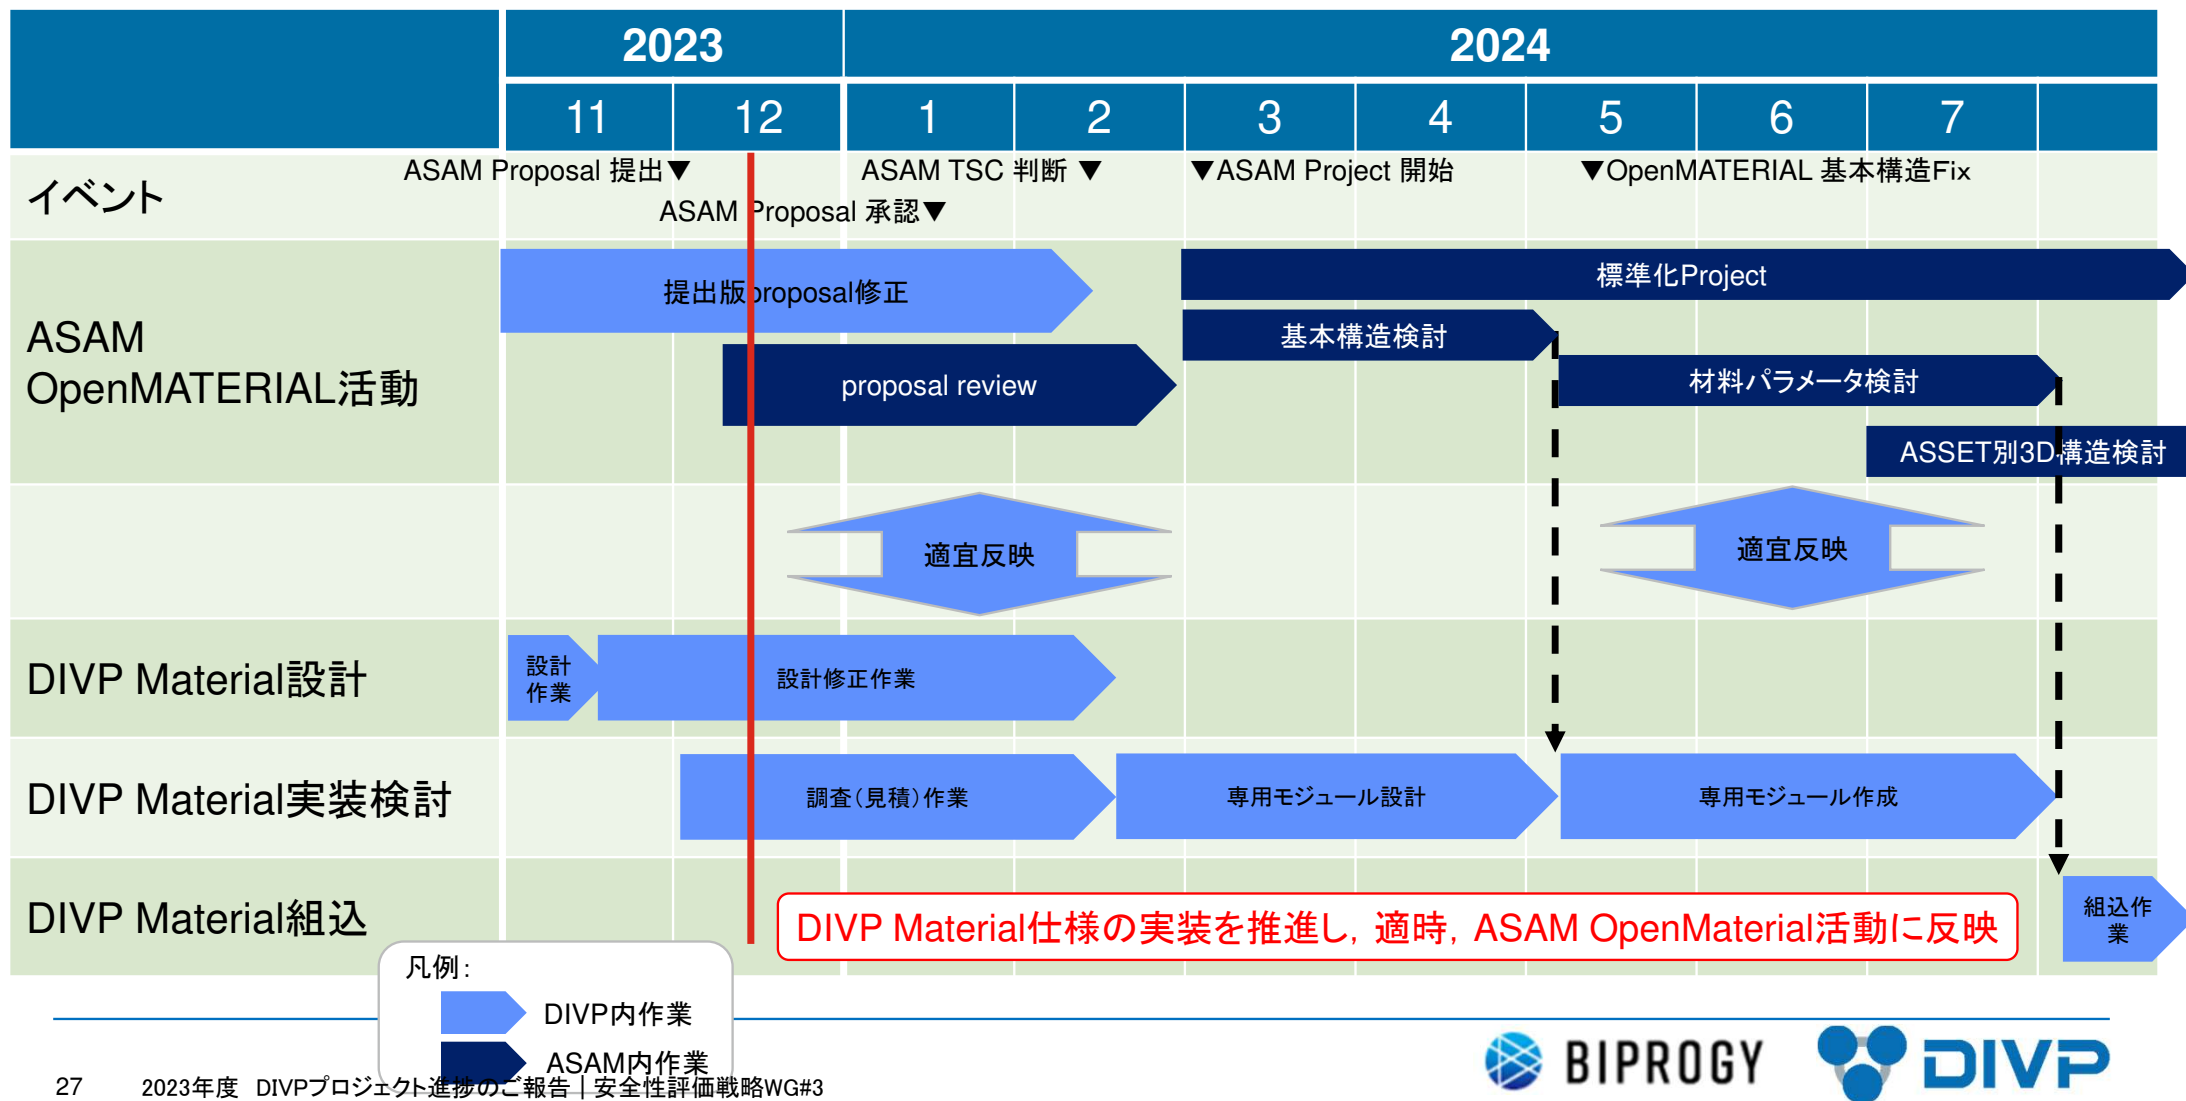 2023
2024
11
12
1
2
3
4
5
6
7
イベント
ASAM Proposal 提出▼
ASAM TSC 判断 ▼
▼ASAM Project 開始
▼OpenMATERIAL 基本構造Fix
ASAM Proposal 承認▼
ASAM
OpenMATERIAL活動
提出版proposal修正
標準化Project
基本構造検討
proposal review
材料パラメータ検討
ASSET別3D構造検討
適宜反映
適宜反映
DIVP Material設計
設計
作業
設計修正作業
DIVP Material実装検討
調査(見積)作業
専用モジュール設計
専用モジュール作成
DIVP Material組込
DIVP Material仕様の実装を推進し, 適時, ASAM OpenMaterial活動に反映
組込作
業
凡例:
DIVP内作業
ASAM内作業
27
2023年度 DIVPプロジェクト進捗のご報告 | 安全性評価戦略WG#3
BIPROGY
DIVP